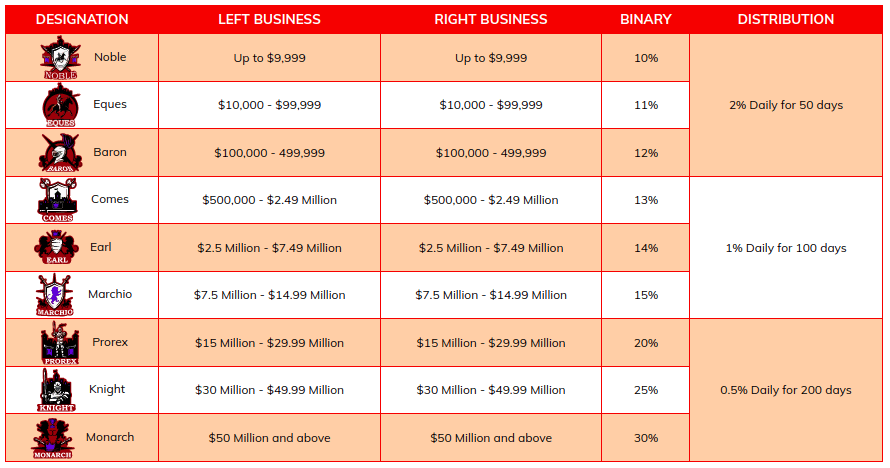 DESIGNATION LEFT BUSINESS RIGHT BUSINESS BINARY DISTRIBUTION
NOBLE Noble Up to $9,999 Up to $9,999 10%
EQUES Eques $10,000 - $99,999 $10,000 - $99,999 11% 2% Daily for 50 days
BARON Baron $100,000 - 499,999 $100,000 - 499,999 12%
COMES Comes $500,000 - $2.49 Million $500,000 - $2.49 Million 13%
EARL Earl $2.5 Million - $7.49 Million $2.5 Million - $7.49 Million 14% 1% Daily for 100 days
MARCHIO Marchio $7.5 Million - $14.99 Million $7.5 Million - $14.99 Million 15%
PROREX Prorex $15 Million - $29.99 Million $15 Million - $29.99 Million 20%
KNIGHT Knight $30 Million - $49.99 Million $30 Million - $49.99 Million 25% 0.5% Daily for 200 days
MONARCH Monarch $50 Million and above $50 Million and above 30%